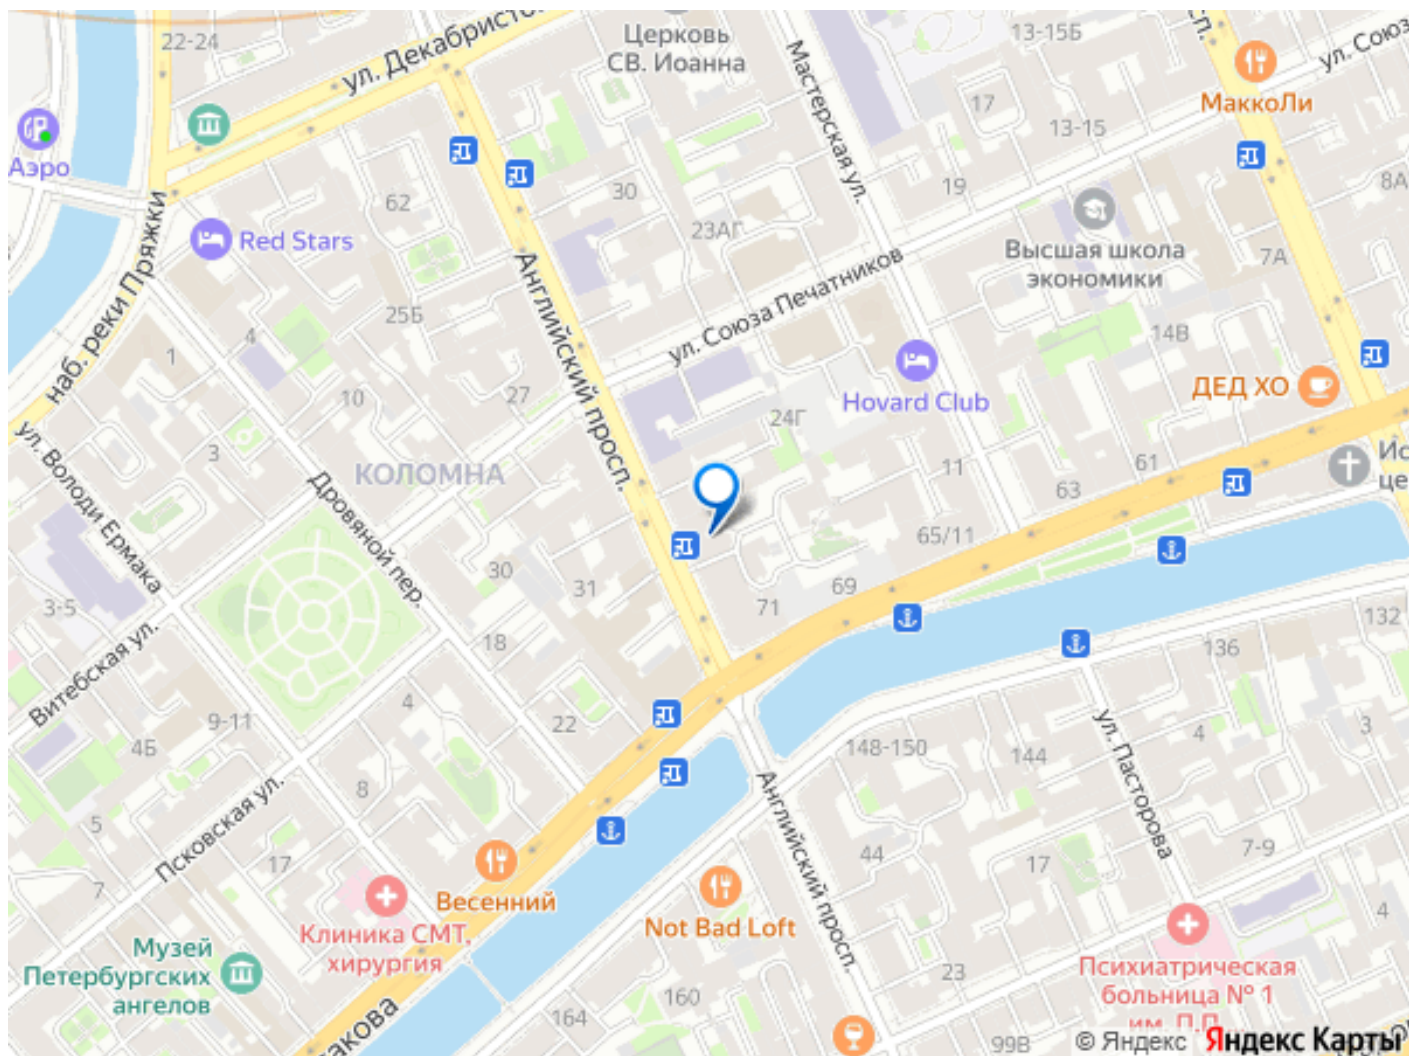 22-24
ул. Декабристов
Церковь
СВ. Иоанна
13-15Б
сп.
ул. Союз
МаккоЛи
Аэро
Мастерская ул.
17
13-15
62
30
19
8А
23АГ
Red Stars
Высшая школа
экономики
7А
наб. реки Пряжки
Английский просп.
ул. Союза Печатников
25Б
4
1
14В
10
27
Hovard Club
ДЕД ХО
24Г
3
КОЛОМНА
11
61
63
Ис
це
ул. Володи Ермака
Дровяной пер.
65/11
30
31
69
71
3-5
132
Витебская ул.
18
136
4
9-11
22
4Б
148-150
144
ул. Пасторова
4
3
8
Английский просп.
Псковская ул.
5
17
44
17
7-9
7
Весенний
Not Bad Loft
4
Клиника СМТ,
хирургия
Музей
Петербургских
ангелов
23
Психиатрическая
больница № 1
им. П.П.
160
164
акова
99В
© Яндекс Яндекс Карты